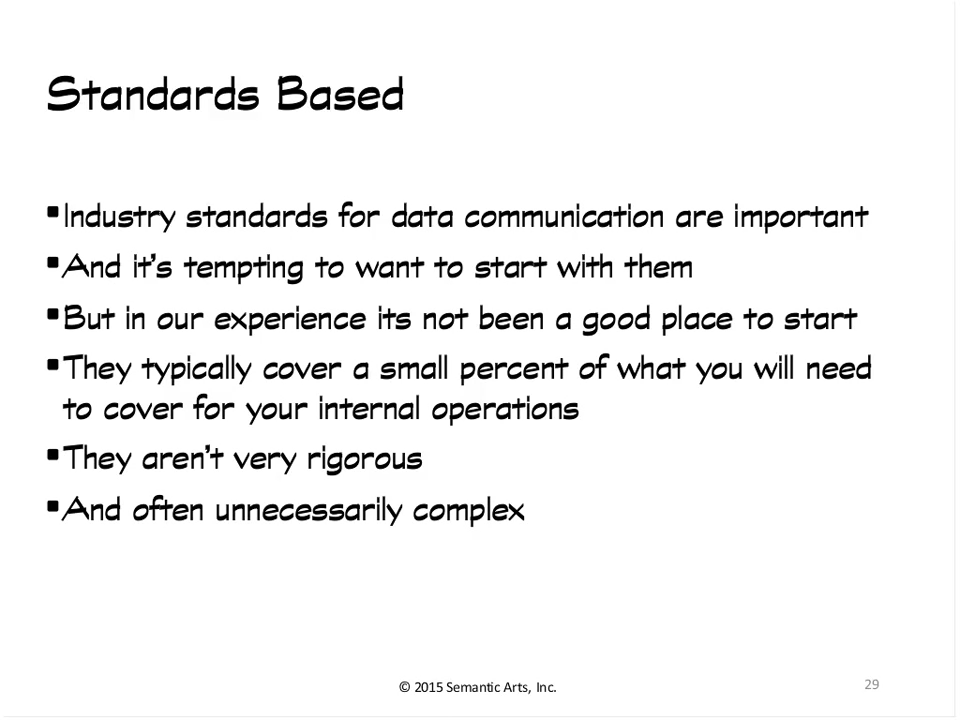 Standards Based
▪Industry standards for data communication are important
▪And it's tempting to want to start with them
▪But in our experience its not been a good place to start
▪They typically cover a small percent of what you will need
to cover for your internal operations
▪They aren't very rigorous
▪And often unnecessarily complex
© 2015 Semantic Arts, Inc.
29